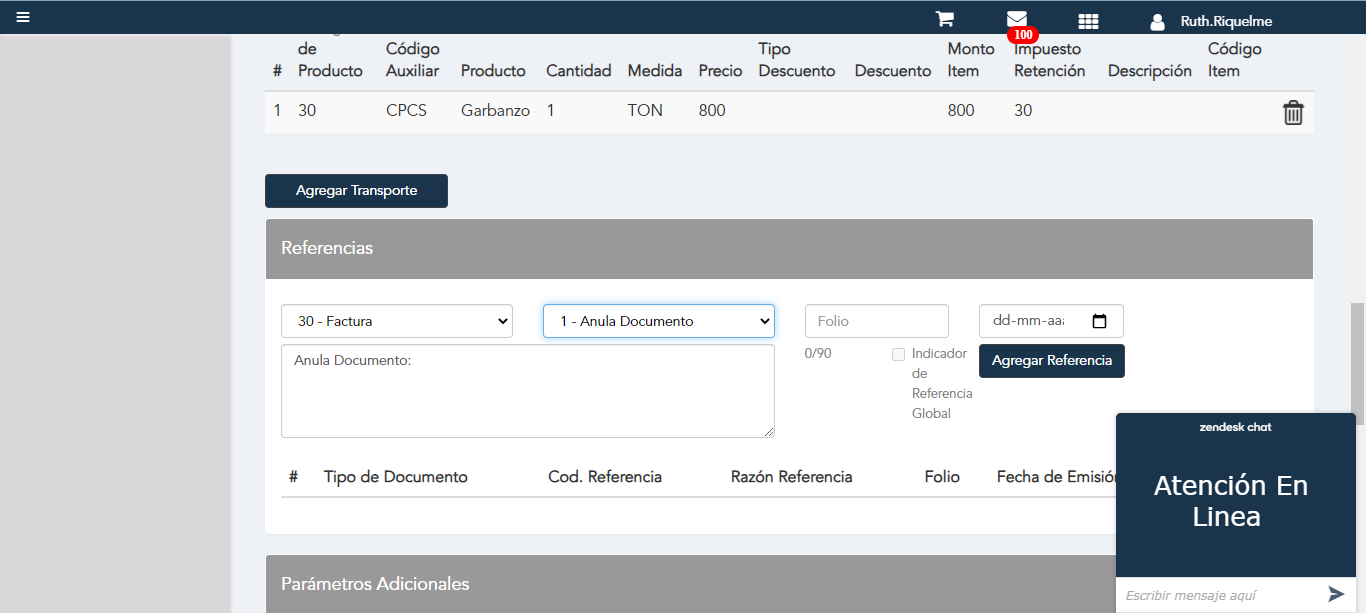 Ruth.Riquelme
100
# de Producto Código Auxiliar Producto Cantidad Medida Precio Tipo Descuento Descuento Monto Item Impuesto Retención Descripción Código Item
1 30 CPCS Garbanzo 1 TON 800 800 30
Agregar Transporte
Referencias
30 - Factura 1 - Anula Documento Folio dd-mm-aa
Anula Documento:
0/90
Indicador
de
Referencia
Global
Agregar Referencia
# Tipo de Documento Cod. Referencia Razón Referencia Folio Fecha de Emisión
Parámetros Adicionales
zendesk chat
Atención En
Linea
Escribir mensaje aquí